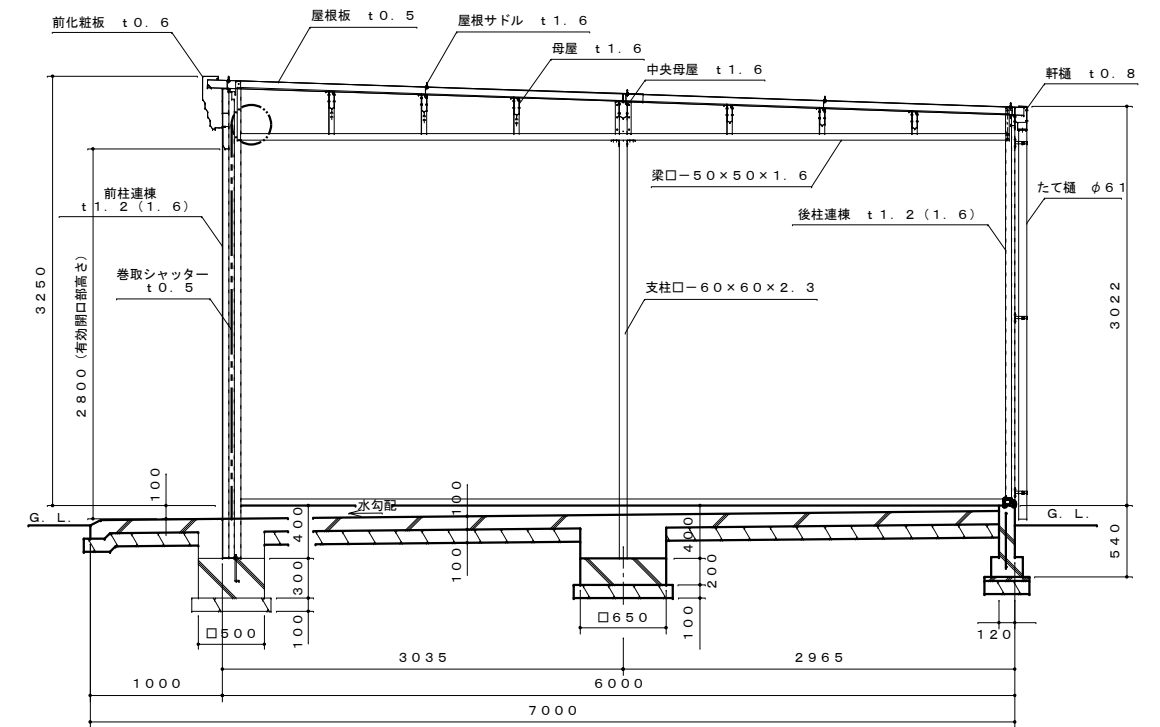 前化粧板　ｔ０．６
屋根板　ｔ０．５
屋根サドル　ｔ１．６
母屋　ｔ１．６
中央母屋　ｔ１．６
軒樋　ｔ０．８
梁□－５０×５０×１．６
たて樋　φ６１
前柱連棟
ｔ１．２（１．６）
後柱連棟　ｔ１．２（１．６）
巻取シャッター
ｔ０．５
支柱□－６０×６０×２．３
３２５０
２８００（有効開口部高さ）
３０２２
１００
水勾配
１００
Ｇ．Ｌ．
Ｇ．Ｌ．
４００
４００
５４０
１００
２００
３００
１００
１００
□５００
□６５０
１２０
３０３５
２９６５
１０００
６０００
７０００